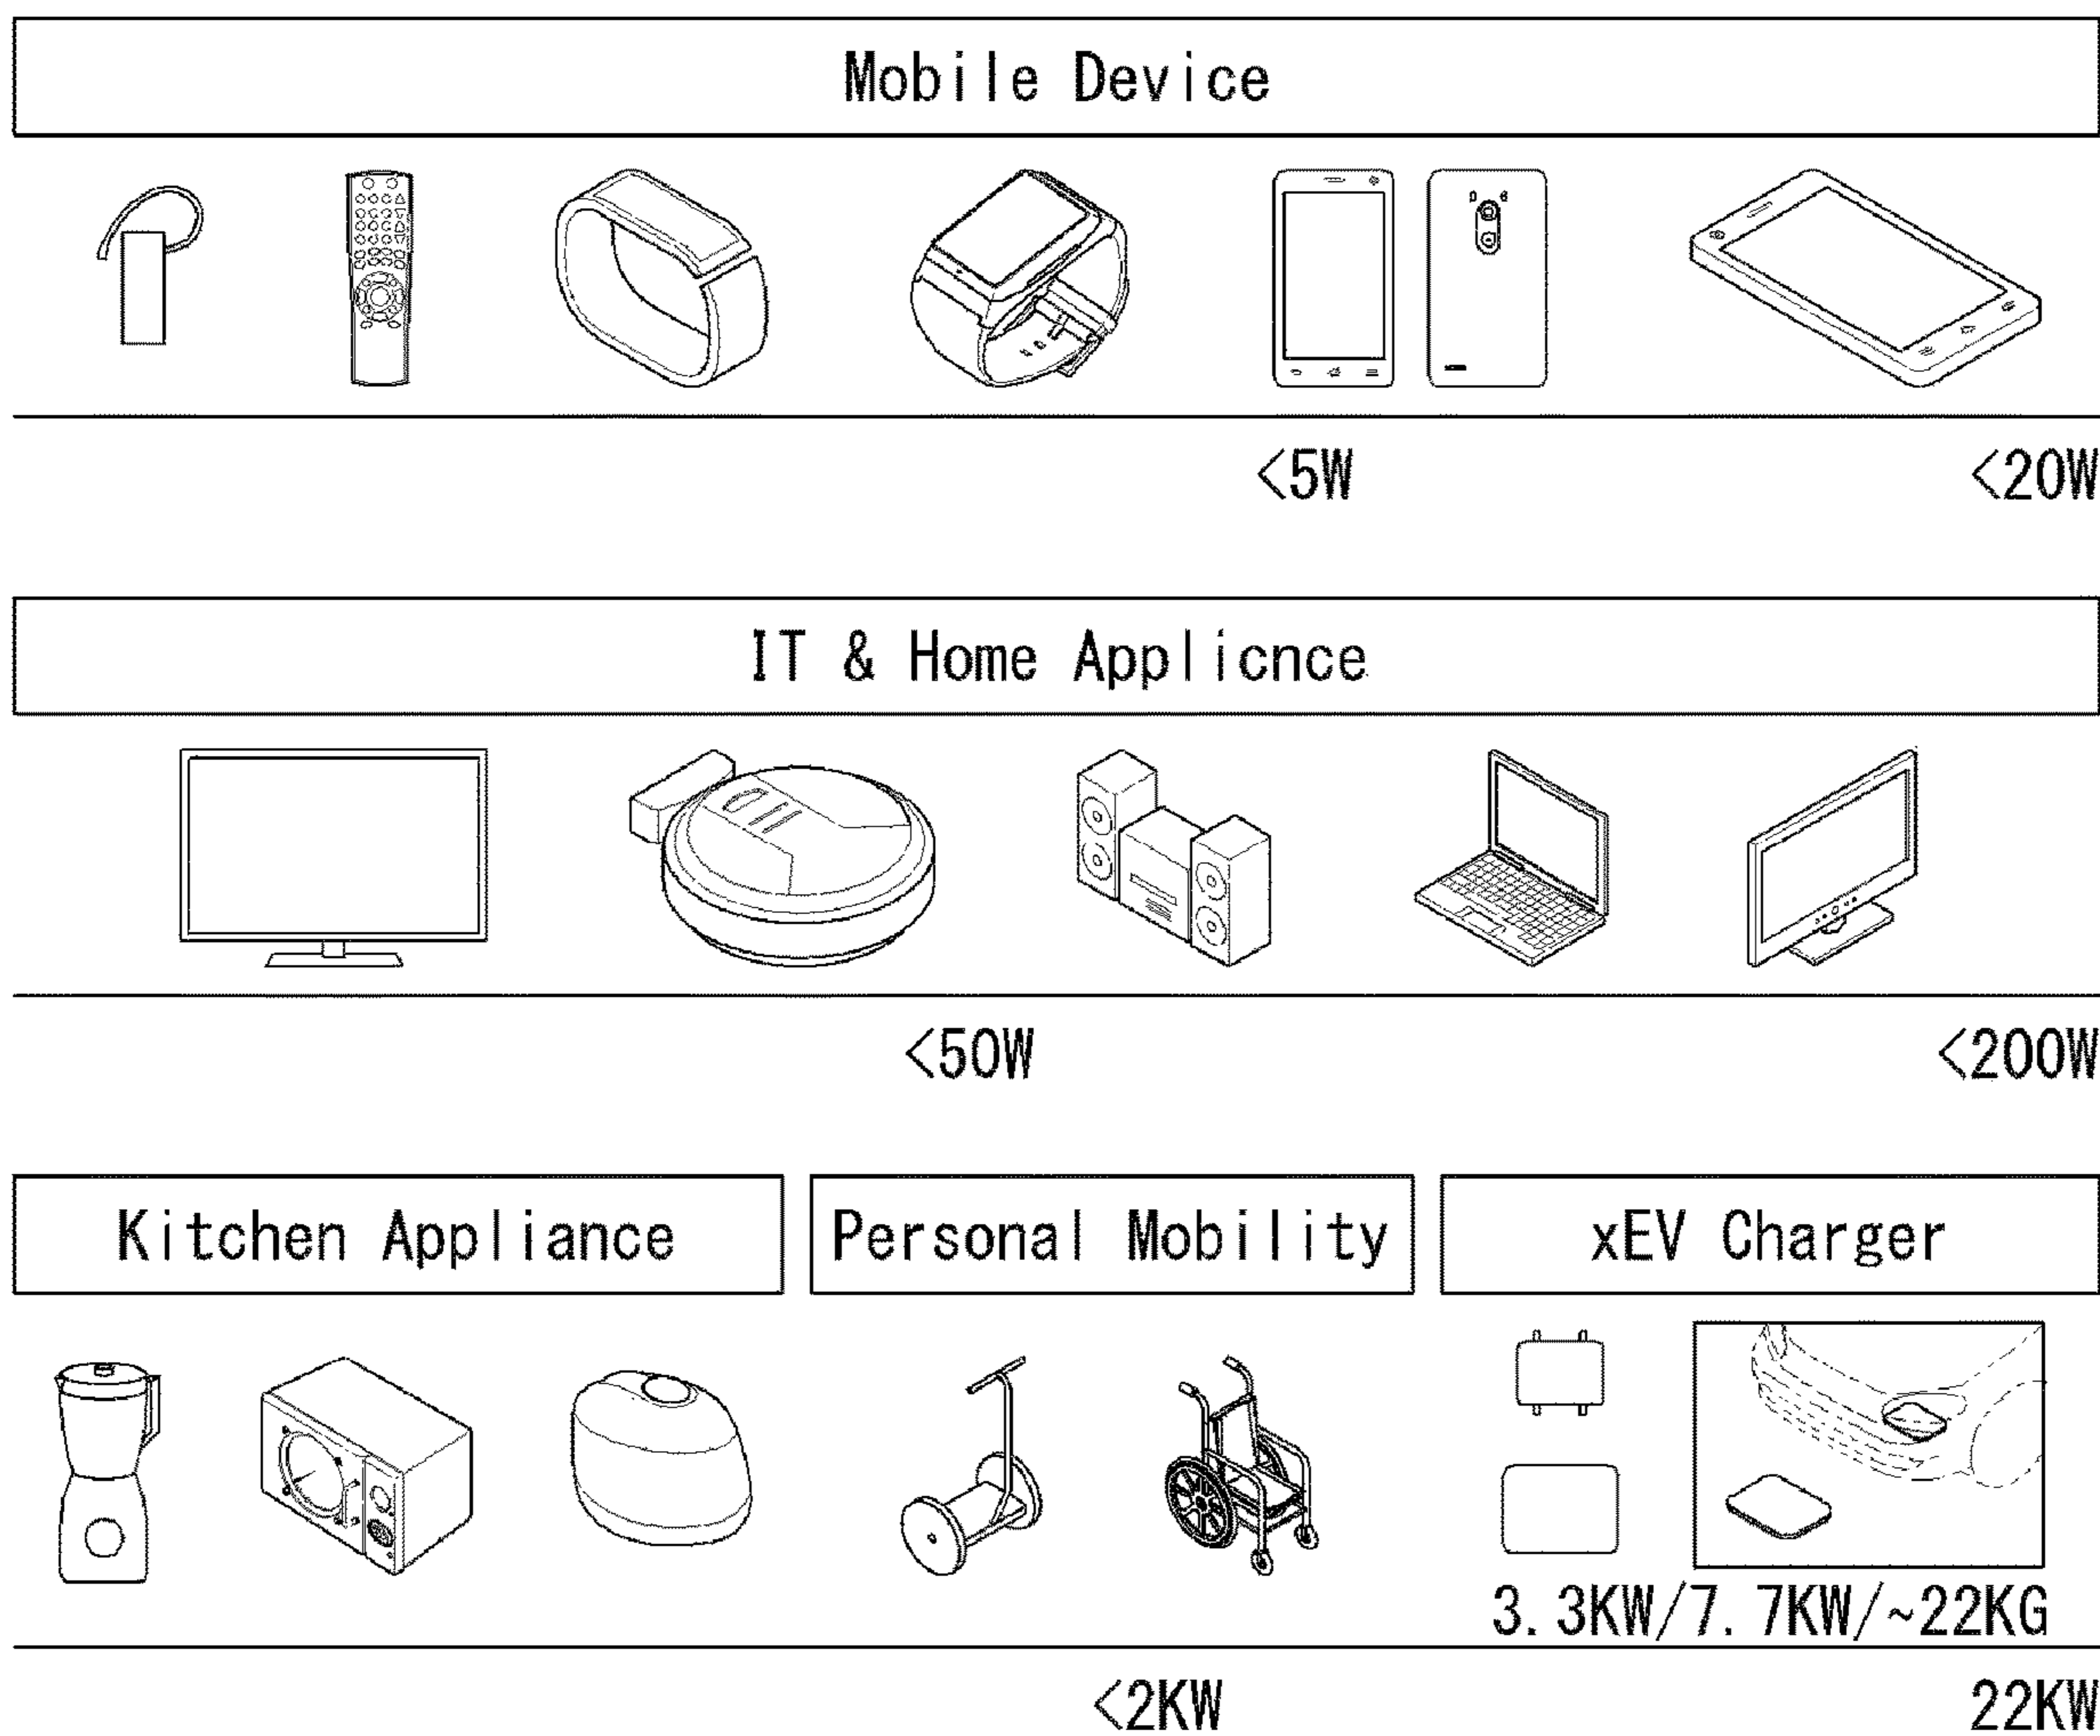 Mobile Device
<5W
<20W
IT & Home Applicnce
<50W
<200W
Kitchen Appliance
Personal Mobility
xEV Charger
3.3KW/7.7KW/~22KG
<2KW
22KW